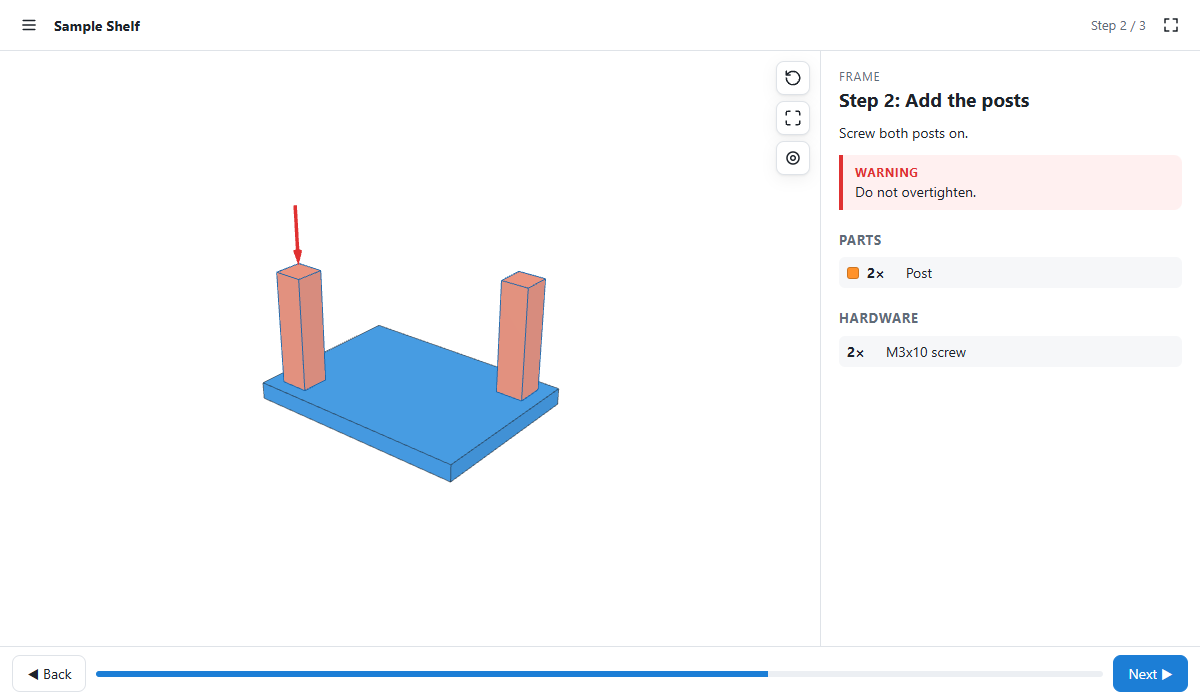 Sample Shelf
Step 2 / 3
FRAME
Step 2: Add the posts
Screw both posts on.
WARNING
Do not overtighten.
PARTS
2× Post
HARDWARE
2× M3x10 screw
Back
Next